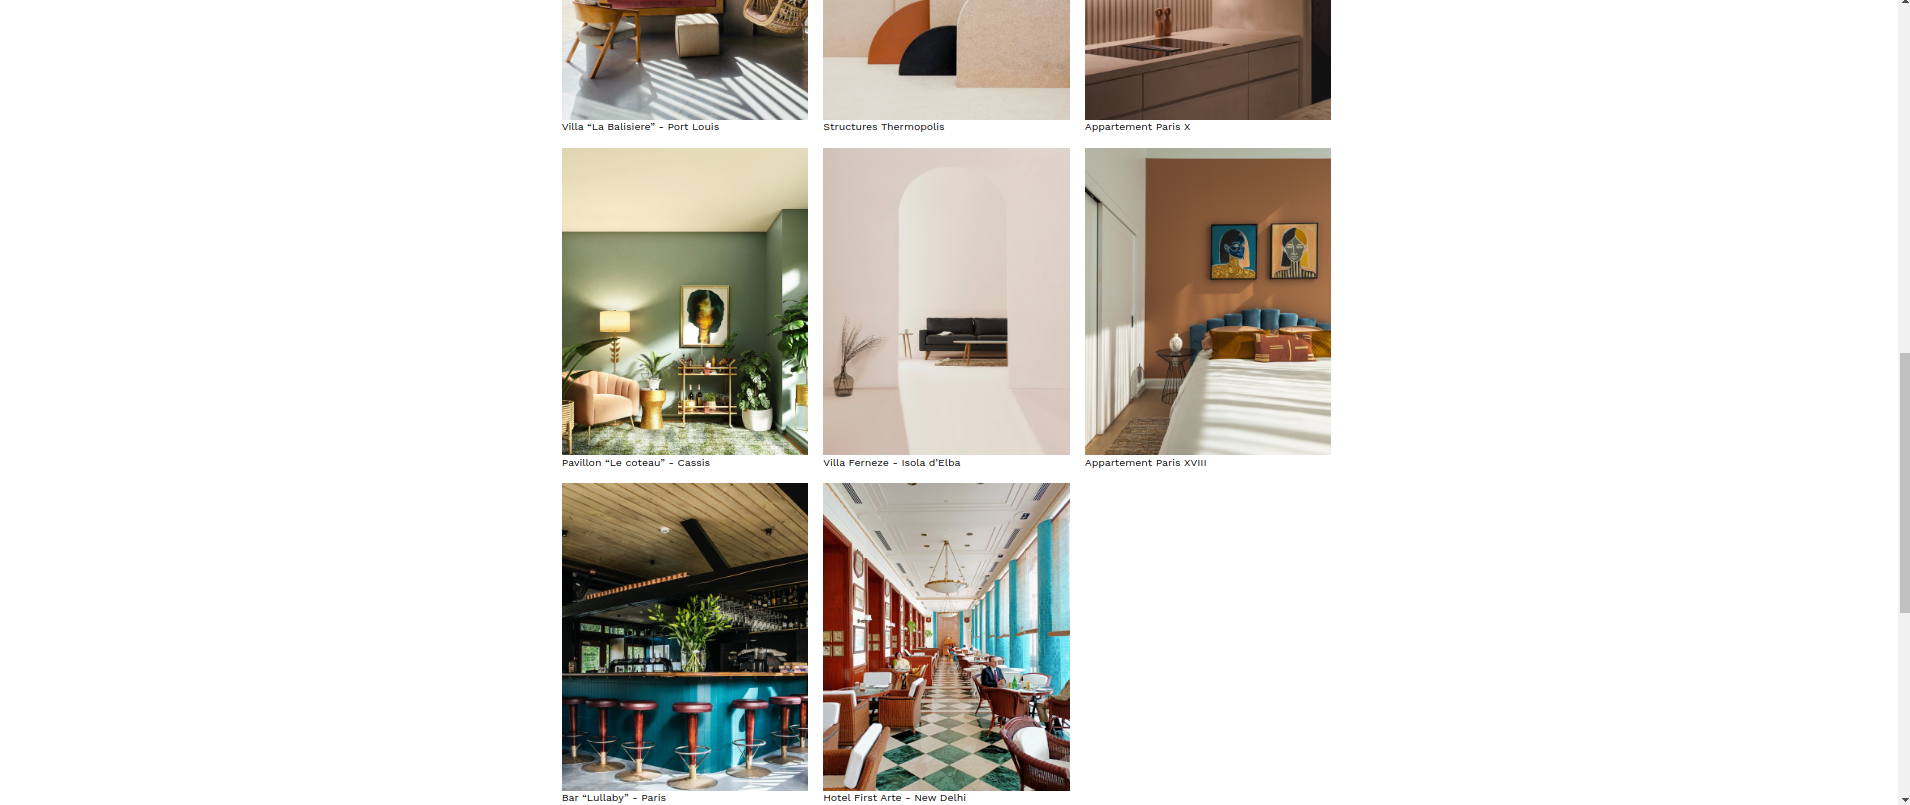 Villa “La Balisiere” - Port Louis
Structures Thermopolis
Appartement Paris X
Pavillon “Le coteau” - Cassis
Villa Ferneze - Isola d’Elba
Appartement Paris XVIII
Bar “Lullaby” - Paris
Hotel First Arte - New Delhi